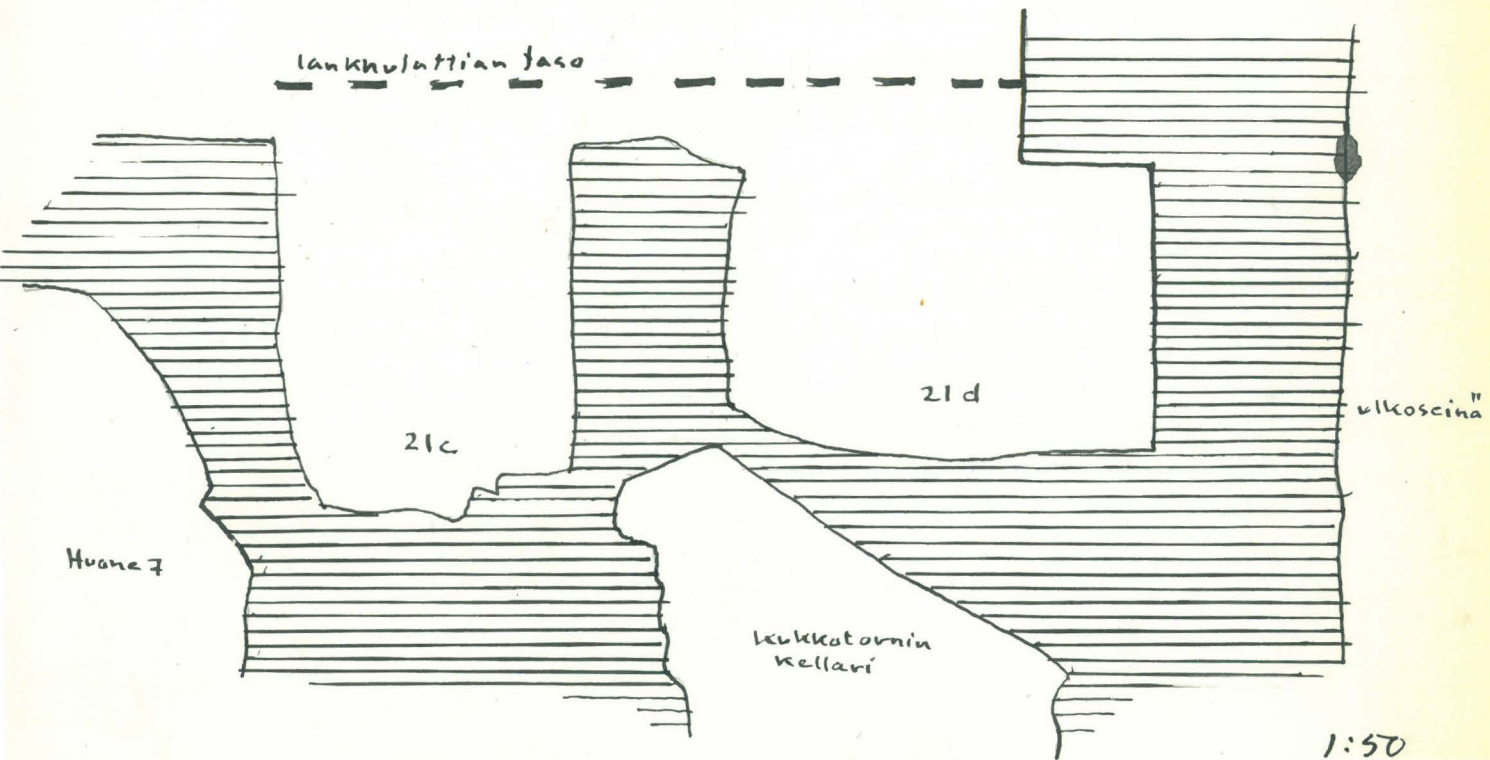 lankkulattian taso
21d
ulkoseinä
21c
Huone 7
kukkotornin
kellari
1:50